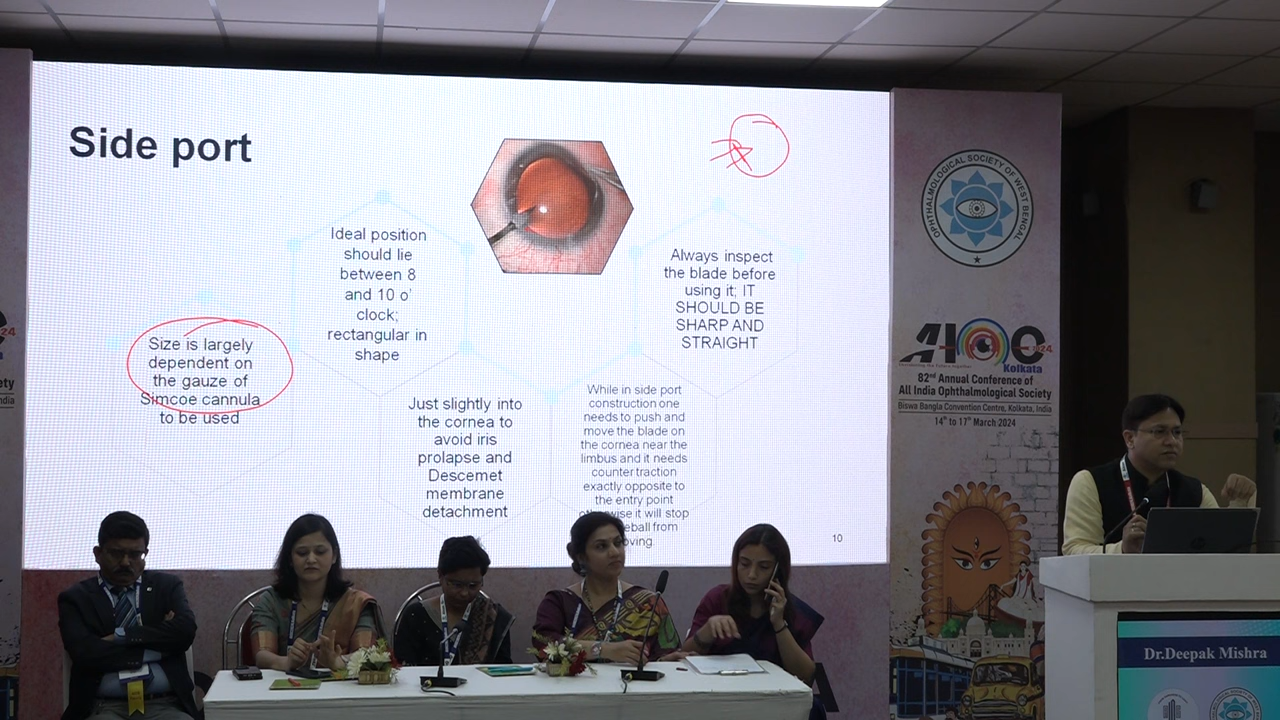 Side port
Ideal position
should lie
between 8
and 10 o'
clock;
rectangular in
shape
Always inspect
the blade before
using it; IT
SHOULD BE
SHARP AND
STRAIGHT
Size is largely
dependent on
the gauze of
Simcoe cannula
to be used
Just slightly into
the cornea to
avoid iris
prolapse and
Descemet
membrane
detachment
While in side port
construction one
needs to push and
move the blade on
the cornea near the
limbus and it needs
counter traction
exactly opposite to
the entry point
it will stop
eball from
oving.
10
OPHTHALMOLOGICAL SOCIETY OF WEST BENGAL
AIOC
2024
Kolkata
82nd Annual Conference of
All India Ophthalmological Society
Biswa Bangla Convention Centre, Kolkata, India
14th to 17th March 2024
Dr.Deepak Mishra